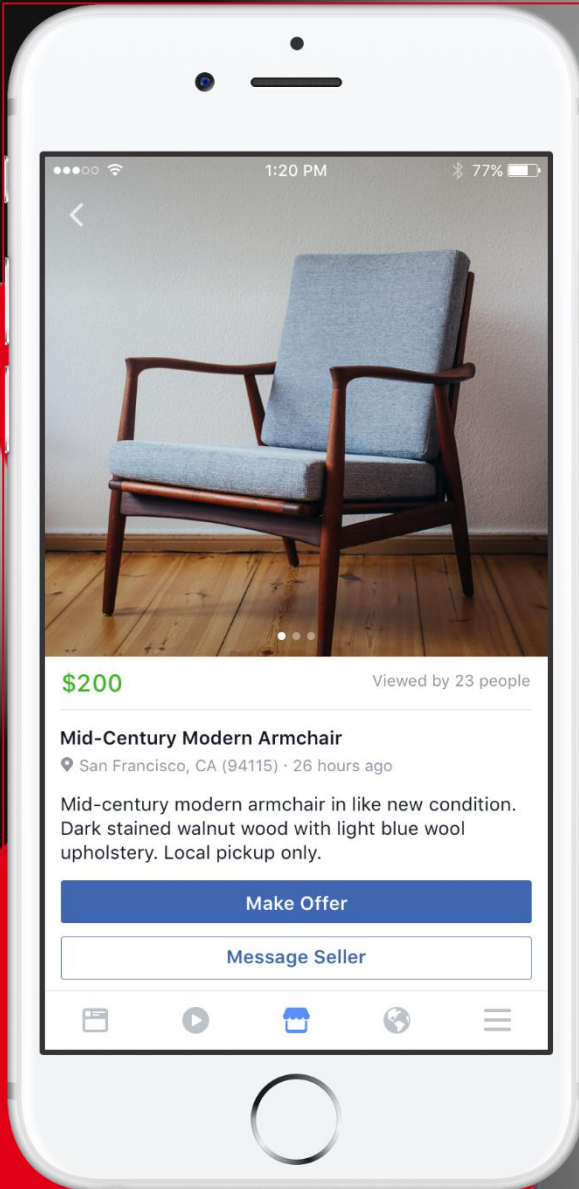 1:20 PM
77%
$200
Viewed by 23 people
Mid-Century Modern Armchair
San Francisco, CA (94115) · 26 hours ago
Mid-century modern armchair in like new condition.
Dark stained walnut wood with light blue wool
upholstery. Local pickup only.
Make Offer
Message Seller